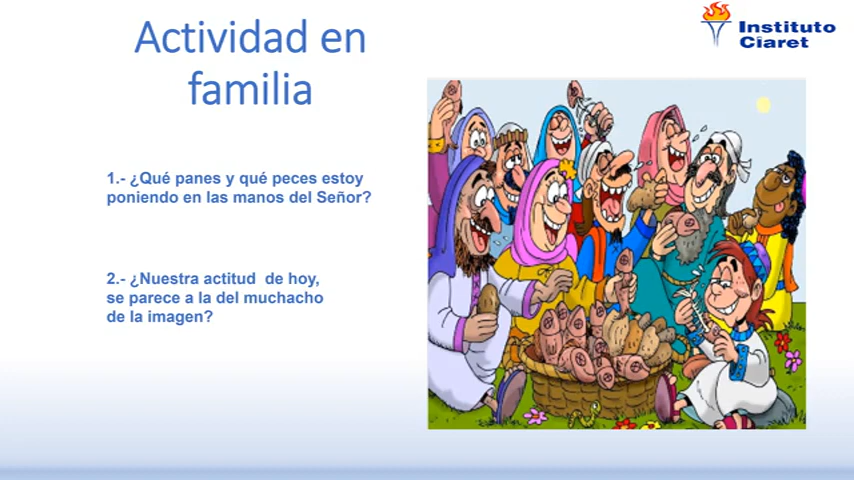 Actividad en
familia
Instituto
Claret
1.- ¿Qué panes y qué peces estoy
poniendo en las manos del Señor?
2.- ¿Nuestra actitud  de hoy,
se parece a la del muchacho
de la imagen?